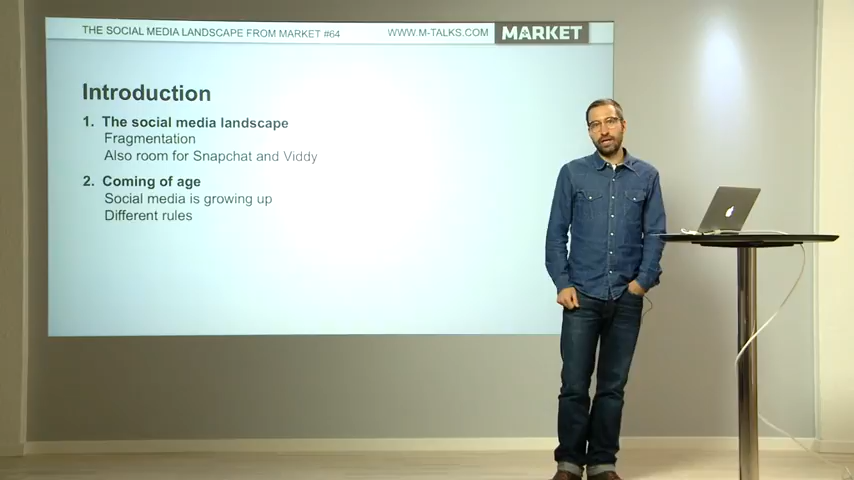 THE SOCIAL MEDIA LANDSCAPE FROM MARKET #64 WWW.M-TALKS.COM MARKET
Introduction
1. The social media landscape
Fragmentation
Also room for Snapchat and Viddy
2. Coming of age
Social media is growing up
Different rules